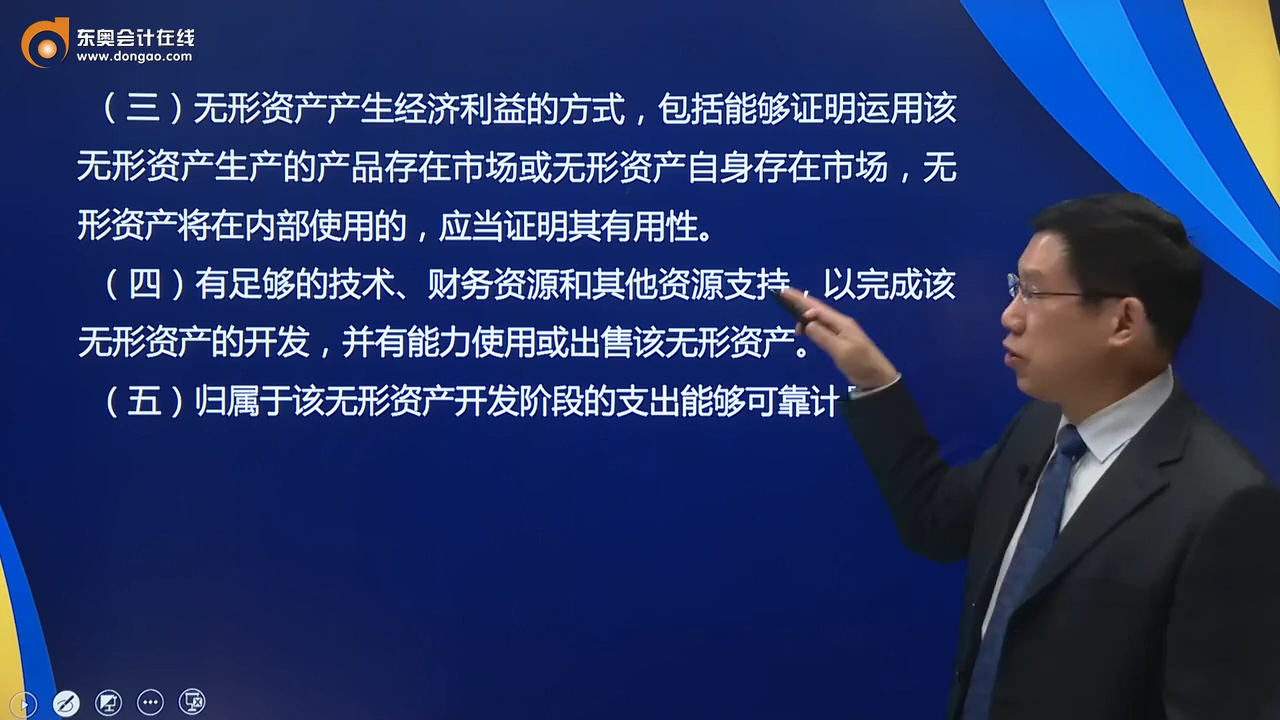 东奥会计在线
www.dongao.com
（三）无形资产产生经济利益的方式，包括能够证明运用该
无形资产生产的产品存在市场或无形资产自身存在市场，无
形资产将在内部使用的，应当证明其有用性。
（四）有足够的技术、财务资源和其他资源支持，以完成该
无形资产的开发，并有能力使用或出售该无形资产。
（五）归属于该无形资产开发阶段的支出能够可靠计